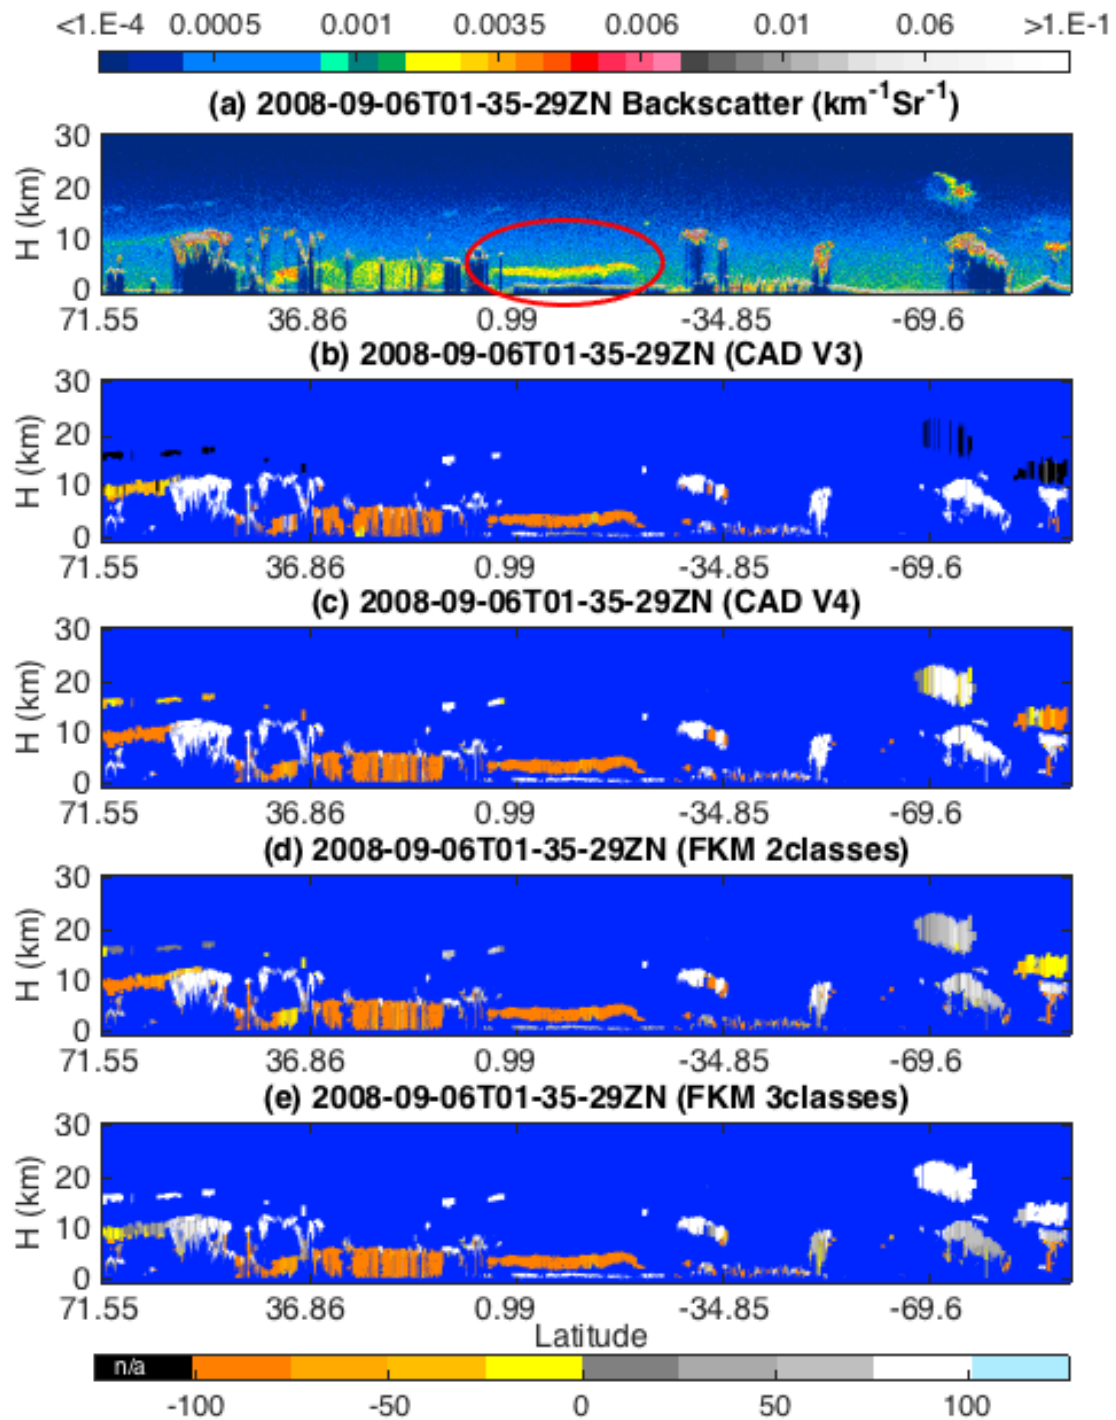 <1.E-4 0.0005 0.001 0.0035 0.006 0.01 0.06 >1.E-1
(a) 2008-09-06T01-35-29ZN Backscatter (km⁻¹Sr⁻¹)
30
20
10
0
H (km)
71.55 36.86 0.99 -34.85 -69.6
(b) 2008-09-06T01-35-29ZN (CAD V3)
30
20
10
0
H (km)
71.55 36.86 0.99 -34.85 -69.6
(c) 2008-09-06T01-35-29ZN (CAD V4)
30
20
10
0
H (km)
71.55 36.86 0.99 -34.85 -69.6
(d) 2008-09-06T01-35-29ZN (FKM 2classes)
30
20
10
0
H (km)
71.55 36.86 0.99 -34.85 -69.6
(e) 2008-09-06T01-35-29ZN (FKM 3classes)
30
20
10
0
H (km)
71.55 36.86 0.99 -34.85 -69.6
Latitude
n/a
-100 -50 0 50 100